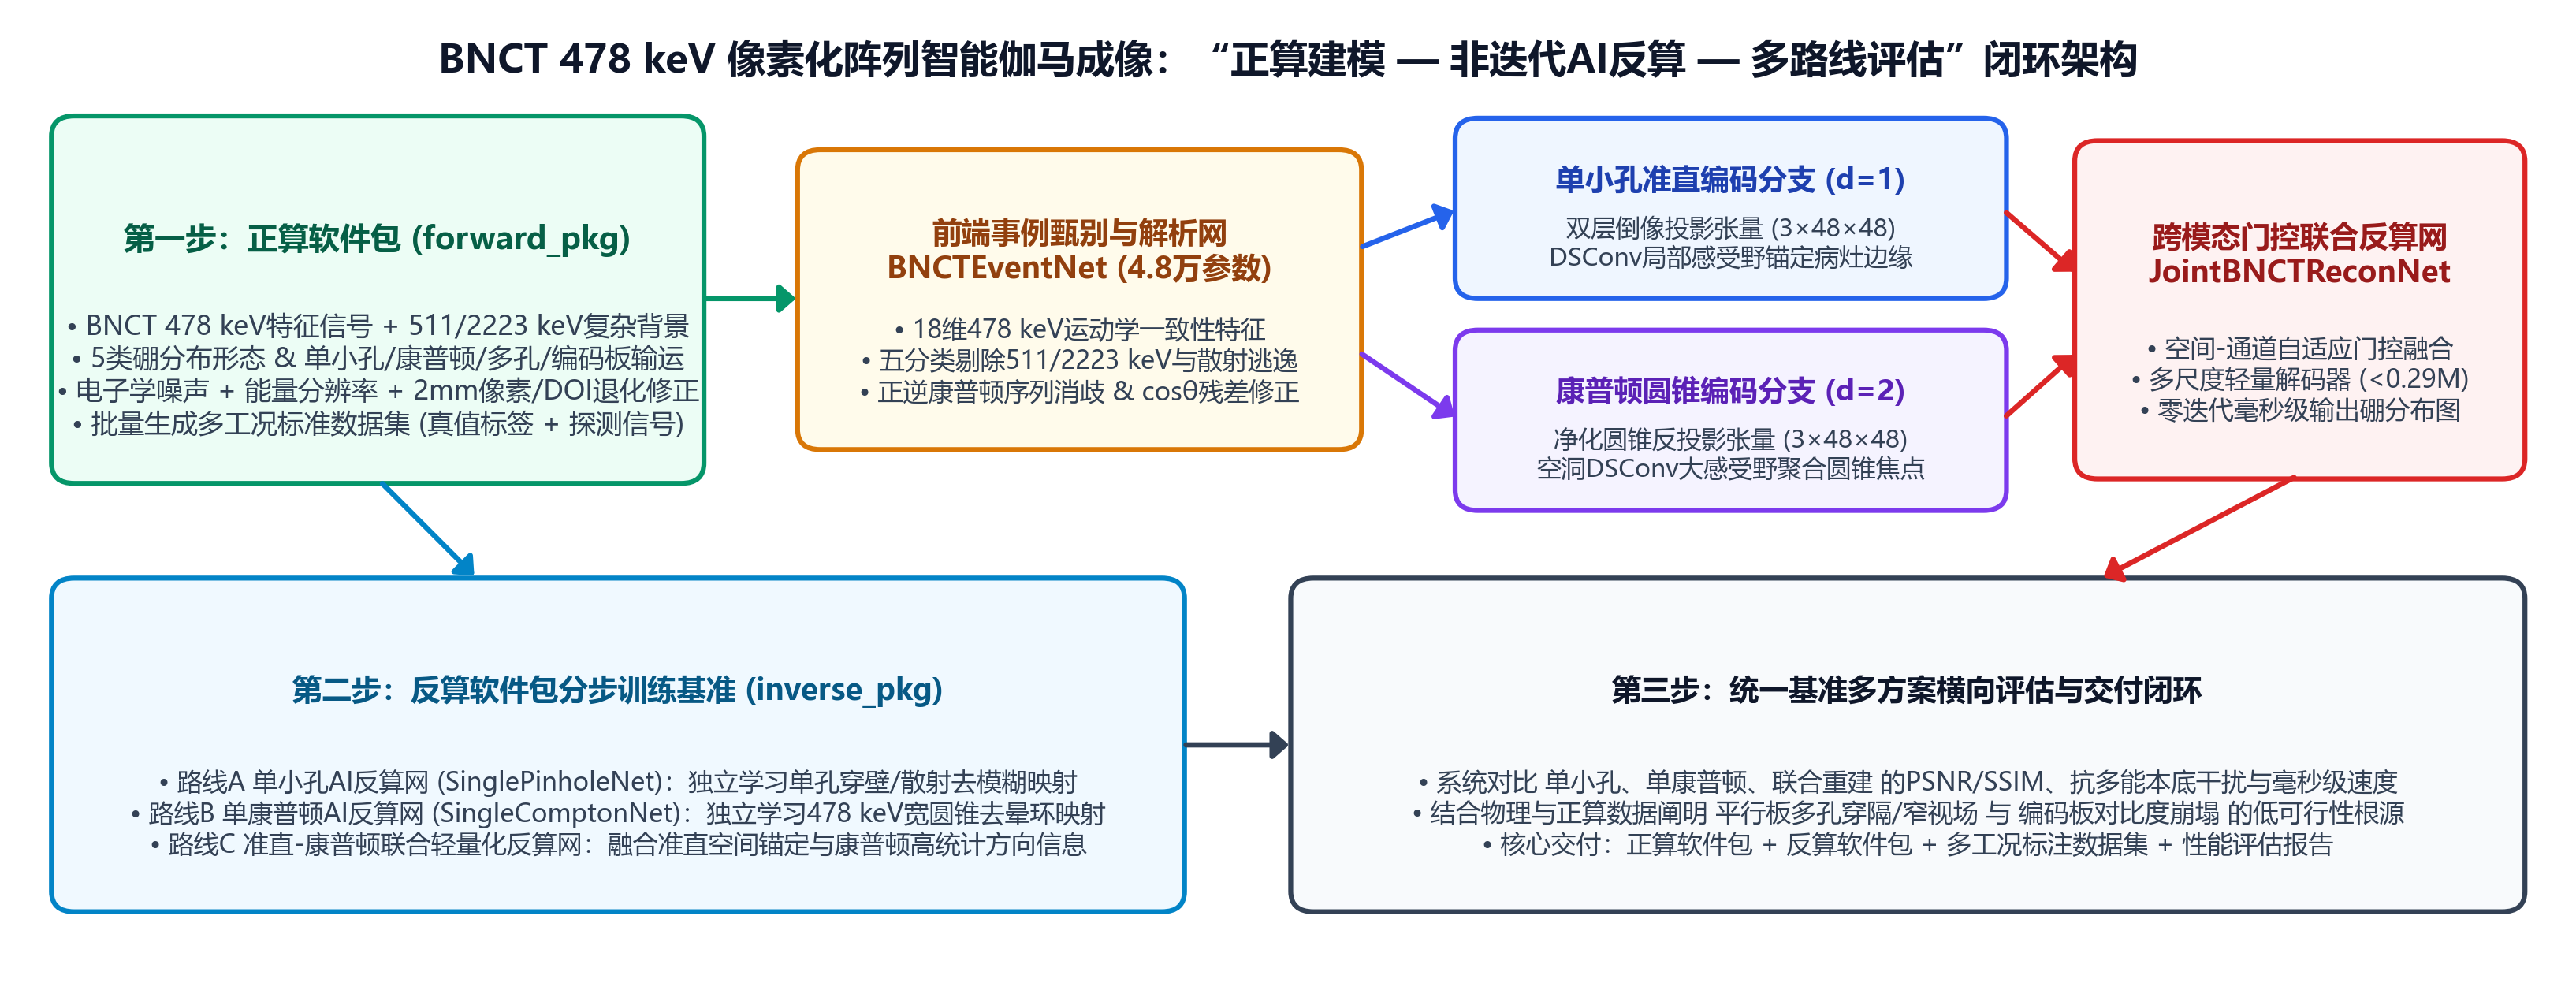 BNCT 478 keV 像素化阵列智能伽马成像：“正算建模 — 非迭代AI反算 — 多路线评估”闭环架构
第一步：正算软件包 (forward_pkg)
• BNCT 478 keV特征信号 + 511/2223 keV复杂背景
• 5类硼分布形态 & 单小孔/康普顿/多孔/编码板输运
• 电子学噪声 + 能量分辨率 + 2mm像素/DOI退化修正
• 批量生成多工况标准数据集 (真值标签 + 探测信号)
前端事例甄别与解析网
BNCTEventNet (4.8万参数)
• 18维478 keV运动学一致性特征
• 五分类剔除511/2223 keV与散射逃逸
• 正逆康普顿序列消歧 & cosθ残差修正
单小孔准直编码分支 (d=1)
双层倒像投影张量 (3×48×48)
DSConv局部感受野锚定病灶边缘
康普顿圆锥编码分支 (d=2)
净化圆锥反投影张量 (3×48×48)
空洞DSConv大感受野聚合圆锥焦点
跨模态门控联合反算网
JointBNCTReconNet
• 空间-通道自适应门控融合
• 多尺度轻量解码器 (<0.29M)
• 零迭代毫秒级输出硼分布图
第二步：反算软件包分步训练基准 (inverse_pkg)
• 路线A 单小孔AI反算网 (SinglePinholeNet)：独立学习单孔穿壁/散射去模糊映射
• 路线B 单康普顿AI反算网 (SingleComptonNet)：独立学习478 keV宽圆锥去晕环映射
• 路线C 准直-康普顿联合轻量化反算网：融合准直空间锚定与康普顿高统计方向信息
第三步：统一基准多方案横向评估与交付闭环
• 系统对比 单小孔、单康普顿、联合重建 的PSNR/SSIM、抗多能本底干扰与毫秒级速度
• 结合物理与正算数据阐明 平行板多孔穿隔/窄视场 与 编码板对比度崩塌 的低可行性根源
• 核心交付：正算软件包 + 反算软件包 + 多工况标注数据集 + 性能评估报告